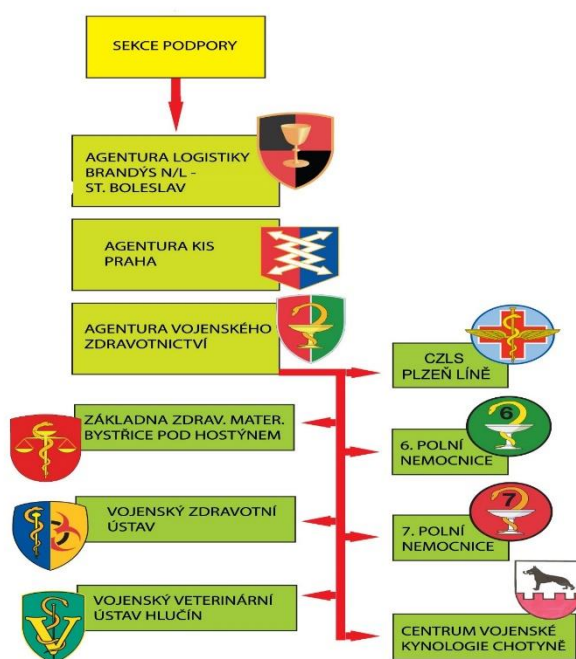 SEKCE PODPORY
AGENTURA LOGISTIKY
BRANDÝS N/L -
ST. BOLESLAV
AGENTURA KIS
PRAHA
AGENTURA VOJENSKÉHO
ZDRAVOTNICTVÍ
CZLS
PLZEŇ LÍNĚ
ZÁKLADNA ZDRAV. MATER.
BYSTŘICE POD HOSTÝNEM
6
6. POLNÍ
NEMOCNICE
VOJENSKÝ ZDRAVOTNÍ
ÚSTAV
7
7. POLNÍ
NEMOCNICE
VOJENSKÝ VETERINÁRNÍ
ÚSTAV HLUČÍN
V
CENTRUM VOJENSKÉ
KYNOLOGIE CHOTYNĚ